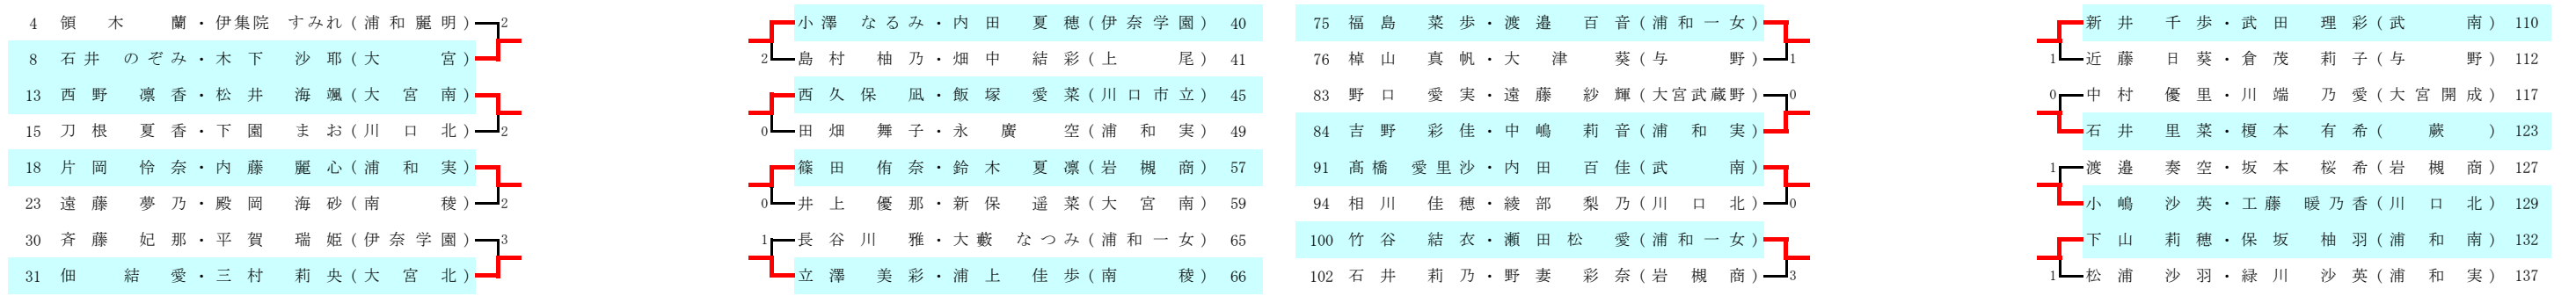 4 領木 蘭・伊集院 すみれ(浦和麗明) 2
8 石井 のぞみ・木下 沙耶(大宮)
13 西野 凛香・松井 海颯(大宮南)
15 刀根 夏香・下園 まお(川口北) 2
18 片岡 怜奈・内藤 麗心(浦和実)
23 遠藤 夢乃・殿岡 海砂(南稜) 2
30 斉藤 妃那・平賀 瑞姫(伊奈学園) 3
31 佃 結愛・三村 莉央(大宮北)
小澤 なるみ・内田 夏穂(伊奈学園) 40
2 島村 柚乃・畑中 結彩(上尾) 41
西久保 凪・飯塚 愛菜(川口市立) 45
0 田畑 舞子・永廣 空(浦和実) 49
篠田 侑奈・鈴木 夏凛(岩槻商) 57
0 井上 優那・新保 遥菜(大宮南) 59
1 長谷川 雅・大藪 なつみ(浦和一女) 65
立澤 美彩・浦上 佳歩(南稜) 66
75 福島 菜歩・渡邉 百音(浦和一女)
76 棹山 真帆・大津 葵(与野) 1
83 野口 愛実・遠藤 紗輝(大宮武蔵野) 0
84 吉野 彩佳・中嶋 莉音(浦和実)
91 髙橋 愛里沙・内田 百佳(武南)
94 相川 佳穂・綾部 梨乃(川口北) 0
100 竹谷 結衣・瀬田松 愛(浦和一女)
102 石井 莉乃・野妻 彩奈(岩槻商) 3
新井 千歩・武田 理彩(武南) 110
1 近藤 日葵・倉茂 莉子(与野) 112
0 中村 優里・川端 乃愛(大宮開成) 117
石井 里菜・榎本 有希(蕨) 123
1 渡邉 奏空・坂本 桜希(岩槻商) 127
小嶋 沙英・工藤 暖乃香(川口北) 129
下山 莉穂・保坂 柚羽(浦和南) 132
1 松浦 沙羽・緑川 沙英(浦和実) 137